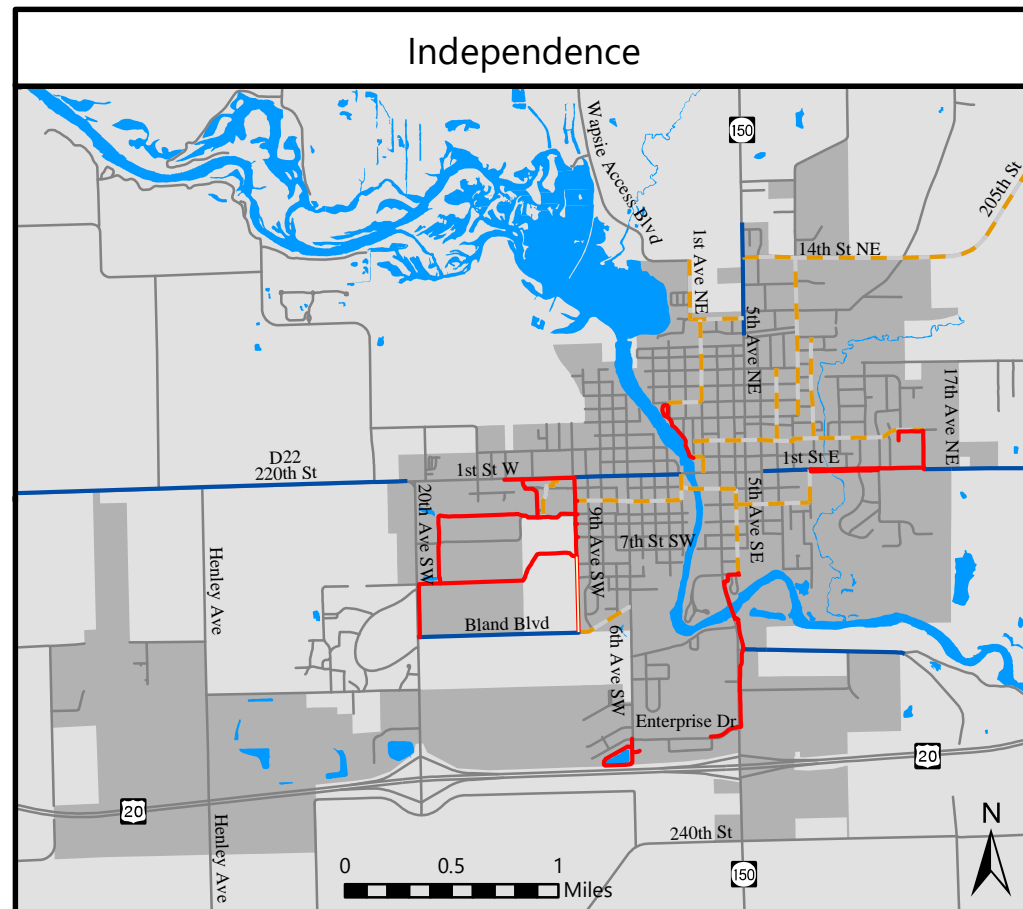 Independence
150
Wapsie Access Blvd
205th St
1st Ave NE
14th St NE
5th Ave NE
17th Ave NE
D22
220th St
1st St W
1st St E
20th Ave SW
9th Ave SW
7th St SW
5th Ave SE
Henley Ave
Bland Blvd
6th Ave SW
Enterprise Dr
20
20
Henley Ave
240th St
N
0 0.5 1
Miles
150